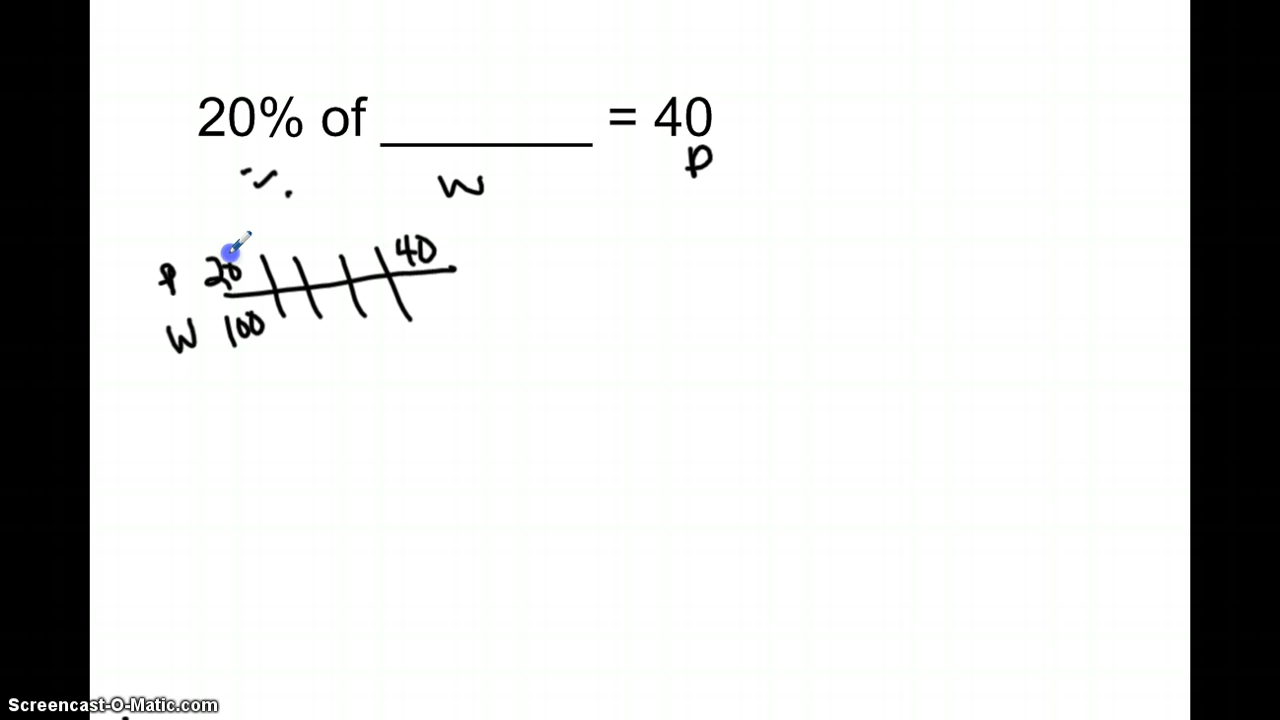 20% of ________ = 40
% W P
P 20 40
W 100
Screencast-O-Matic.com